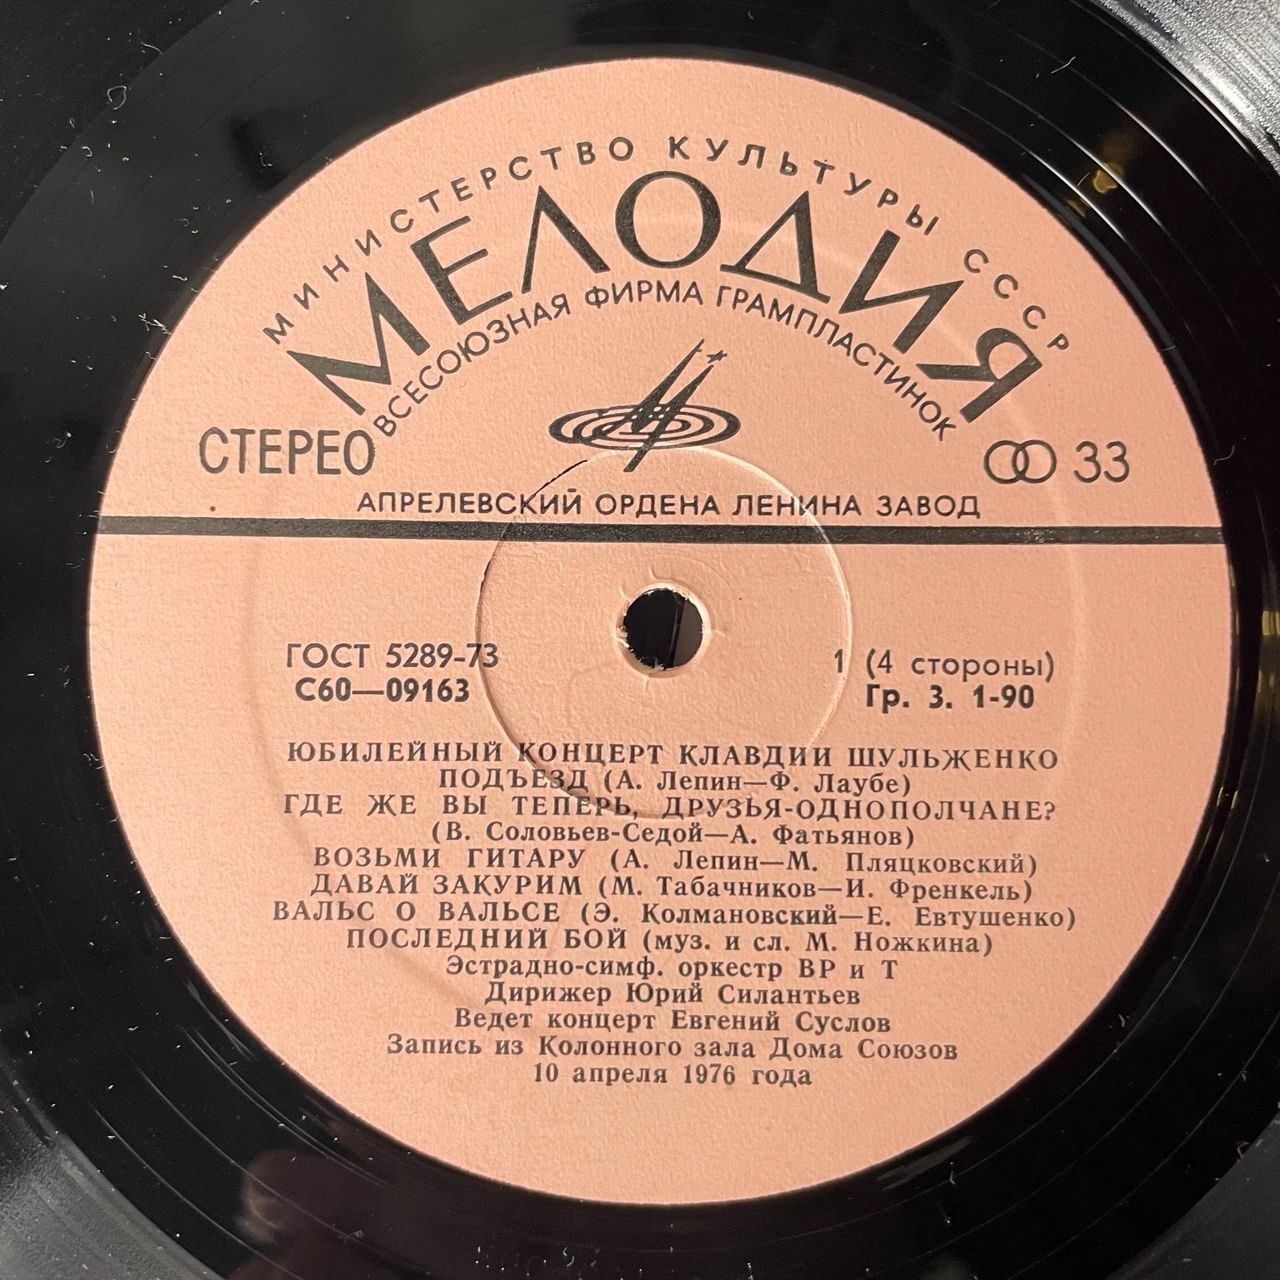 МИНИСТЕРСТВО КУЛЬТУРЫ СССР
МЕЛОДИЯ
ВСЕСОЮЗНАЯ ФИРМА ГРАМПЛАСТИНОК
СТЕРЕО
33
АПРЕЛЕВСКИЙ ОРДЕНА ЛЕНИНА ЗАВОД
ГОСТ 5289-73
1 (4 стороны)
С60—09163
Гр. 3. 1-90
ЮБИЛЕЙНЫЙ КОНЦЕРТ КЛАВДИИ ШУЛЬЖЕНКО
ПОДЪЕЗД (А. Лепин—Ф. Лаубе)
ГДЕ ЖЕ ВЫ ТЕПЕРЬ, ДРУЗЬЯ-ОДНОПОЛЧАНЕ?
(В. Соловьев-Седой—А. Фатьянов)
ВОЗЬМИ ГИТАРУ (А. Лепин—М. Пляцковский)
ДАВАЙ ЗАКУРИМ (М. Табачников—И. Френкель)
ВАЛЬС О ВАЛЬСЕ (Э. Колмановский—Е. Евтушенко)
ПОСЛЕДНИЙ БОЙ (муз. и сл. М. Ножкина)
Эстрадно-симф. оркестр ВР и Т
Дирижер Юрий Силантьев
Ведет концерт Евгений Суслов
Запись из Колонного зала Дома Союзов
10 апреля 1976 года